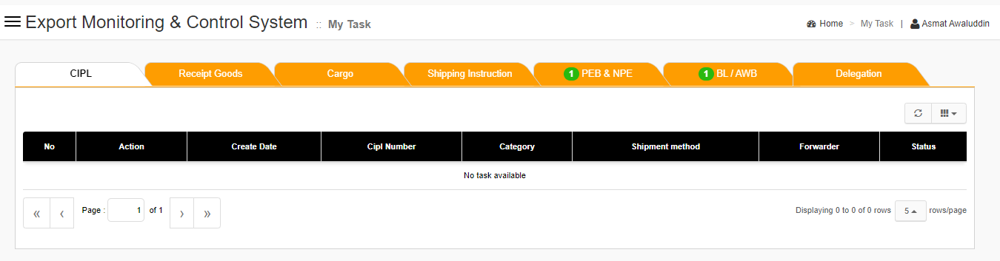 Export Monitoring & Control System :: My Task
Home > My Task | Asmat Awaluddin
CIPL Receipt Goods Cargo Shipping Instruction 1 PEB & NPE 1 BL / AWB Delegation
No Action Create Date Cipl Number Category Shipment method Forwarder Status
No task available
« ‹ Page : 1 of 1 › » Displaying 0 to 0 of 0 rows 5 rows/page